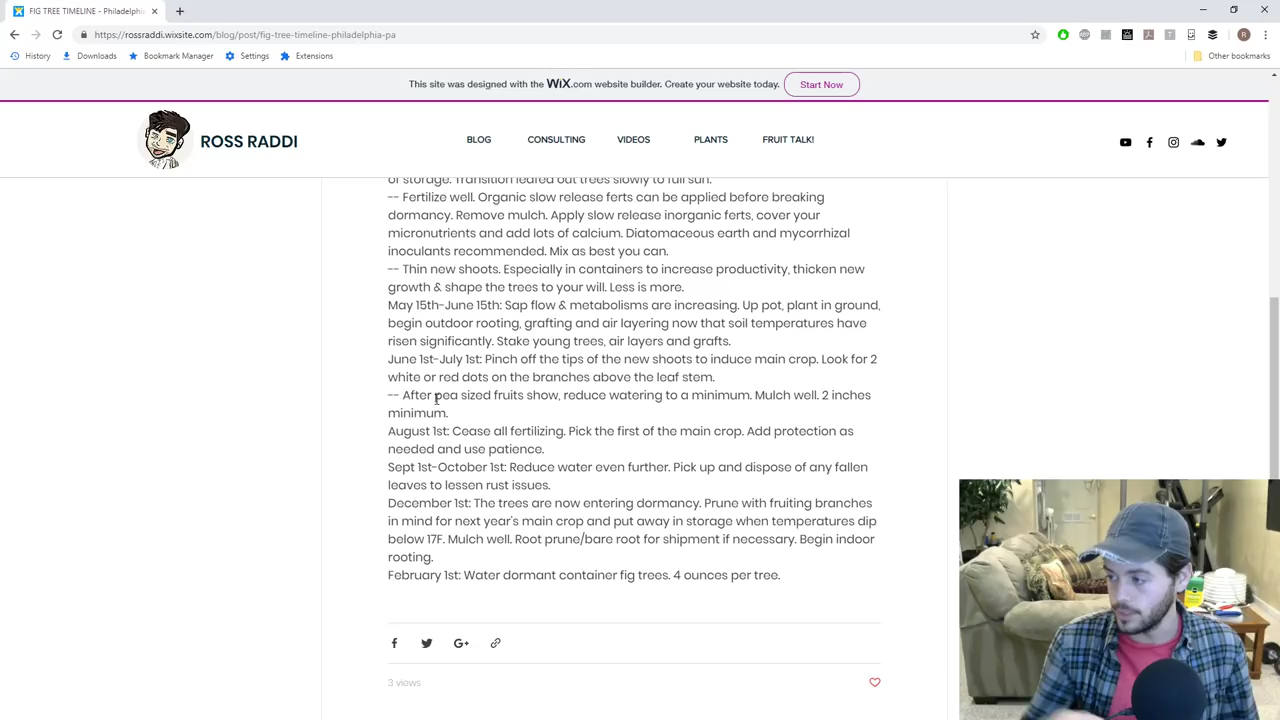 FIG TREE TIMELINE - Philadelphia-
https://rossraddi.wixsite.com/blog/post/fig-tree-timeline-philadelphia-pa
History Downloads Bookmark Manager Settings Extensions Other bookmarks
This site was designed with the WiX.com website builder. Create your website today. Start Now
ROSS RADDI BLOG CONSULTING VIDEOS PLANTS FRUIT TALK!
of storage. Transition leafed out trees slowly to full sun.
-- Fertilize well. Organic slow release ferts can be applied before breaking
dormancy. Remove mulch. Apply slow release inorganic ferts, cover your
micronutrients and add lots of calcium. Diatomaceous earth and mycorrhizal
inoculants recommended. Mix as best you can.
-- Thin new shoots. Especially in containers to increase productivity, thicken new
growth & shape the trees to your will. Less is more.
May 15th-June 15th: Sap flow & metabolisms are increasing. Up pot, plant in ground,
begin outdoor rooting, grafting and air layering now that soil temperatures have
risen significantly. Stake young trees, air layers and grafts.
June 1st-July 1st: Pinch off the tips of the new shoots to induce main crop. Look for 2
white or red dots on the branches above the leaf stem.
-- After pea sized fruits show, reduce watering to a minimum. Mulch well. 2 inches
minimum.
August 1st: Cease all fertilizing. Pick the first of the main crop. Add protection as
needed and use patience.
Sept 1st-October 1st: Reduce water even further. Pick up and dispose of any fallen
leaves to lessen rust issues.
December 1st: The trees are now entering dormancy. Prune with fruiting branches
in mind for next year's main crop and put away in storage when temperatures dip
below 17F. Mulch well. Root prune/bare root for shipment if necessary. Begin indoor
rooting.
February 1st: Water dormant container fig trees. 4 ounces per tree.
3 views